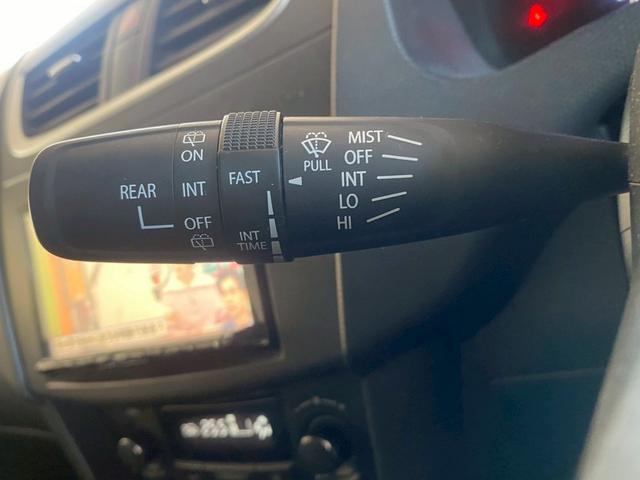 ON
REAR
INT
OFF
FAST
INT
TIME
PULL
MIST
OFF
INT
LO
HI